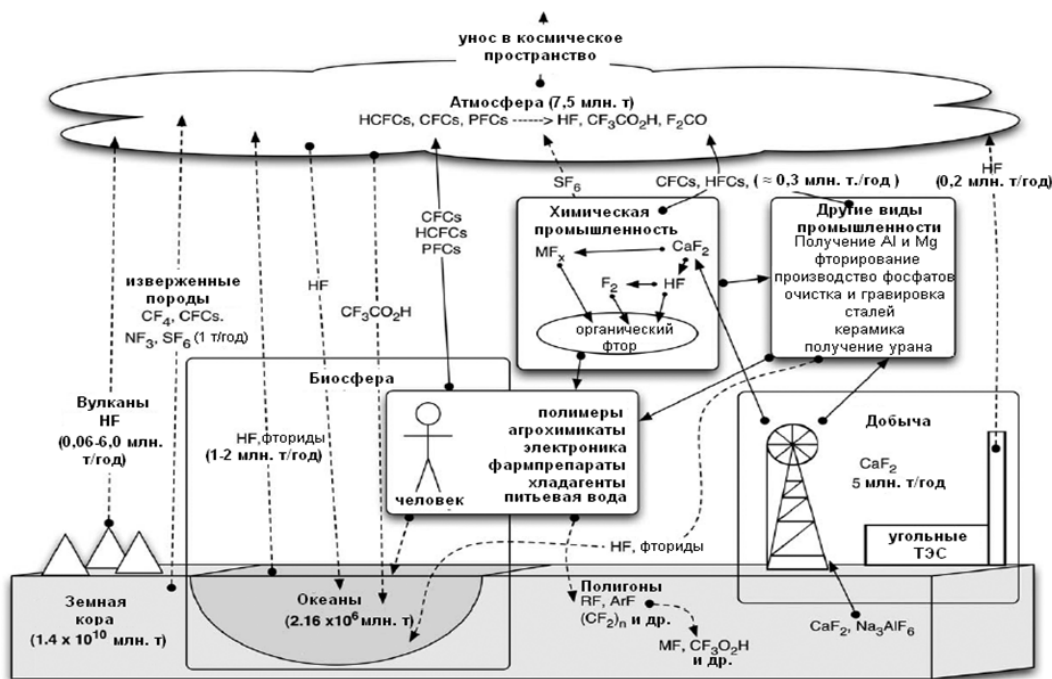 унос в космическое
пространство
Атмосфера (7,5 млн. т)
HCFCs, CFCs, PFCs ------> HF, CF₃CO₂H, F₂CO
SF₆
CFCs, HFCs, ( ≈ 0,3 млн. т./год )
HF
(0,2 млн. т/год)
Химическая
промышленность
MFₓ
CaF₂
F₂
HF
органический
фтор
Другие виды
промышленности
Получение Al и Mg
фторирование
производство фосфатов
очистка и гравировка
сталей
керамика
получение урана
CFCs
HCFCs
PFCs
изверженные
породы
CF₄, CFCs.
NF₃, SF₆ (1 т/год)
HF
CF₃CO₂H
Биосфера
Вулканы
HF
(0,06-6,0 млн.
т/год)
HF,фториды
(1-2 млн. т/год)
человек
полимеры
агрохимикаты
электроника
фармпрепараты
хладагенты
питьевая вода
Добыча
CaF₂
5 млн. т/год
угольные
ТЭС
HF, фториды
Земная
кора
(1.4 x 10¹⁰ млн. т)
Океаны
(2.16 x10⁶ млн. т)
Полигоны
RF, ArF
(CF₂)ₙ и др.
MF, CF₃O₂H
и др.
CaF₂, Na₃AlF₆